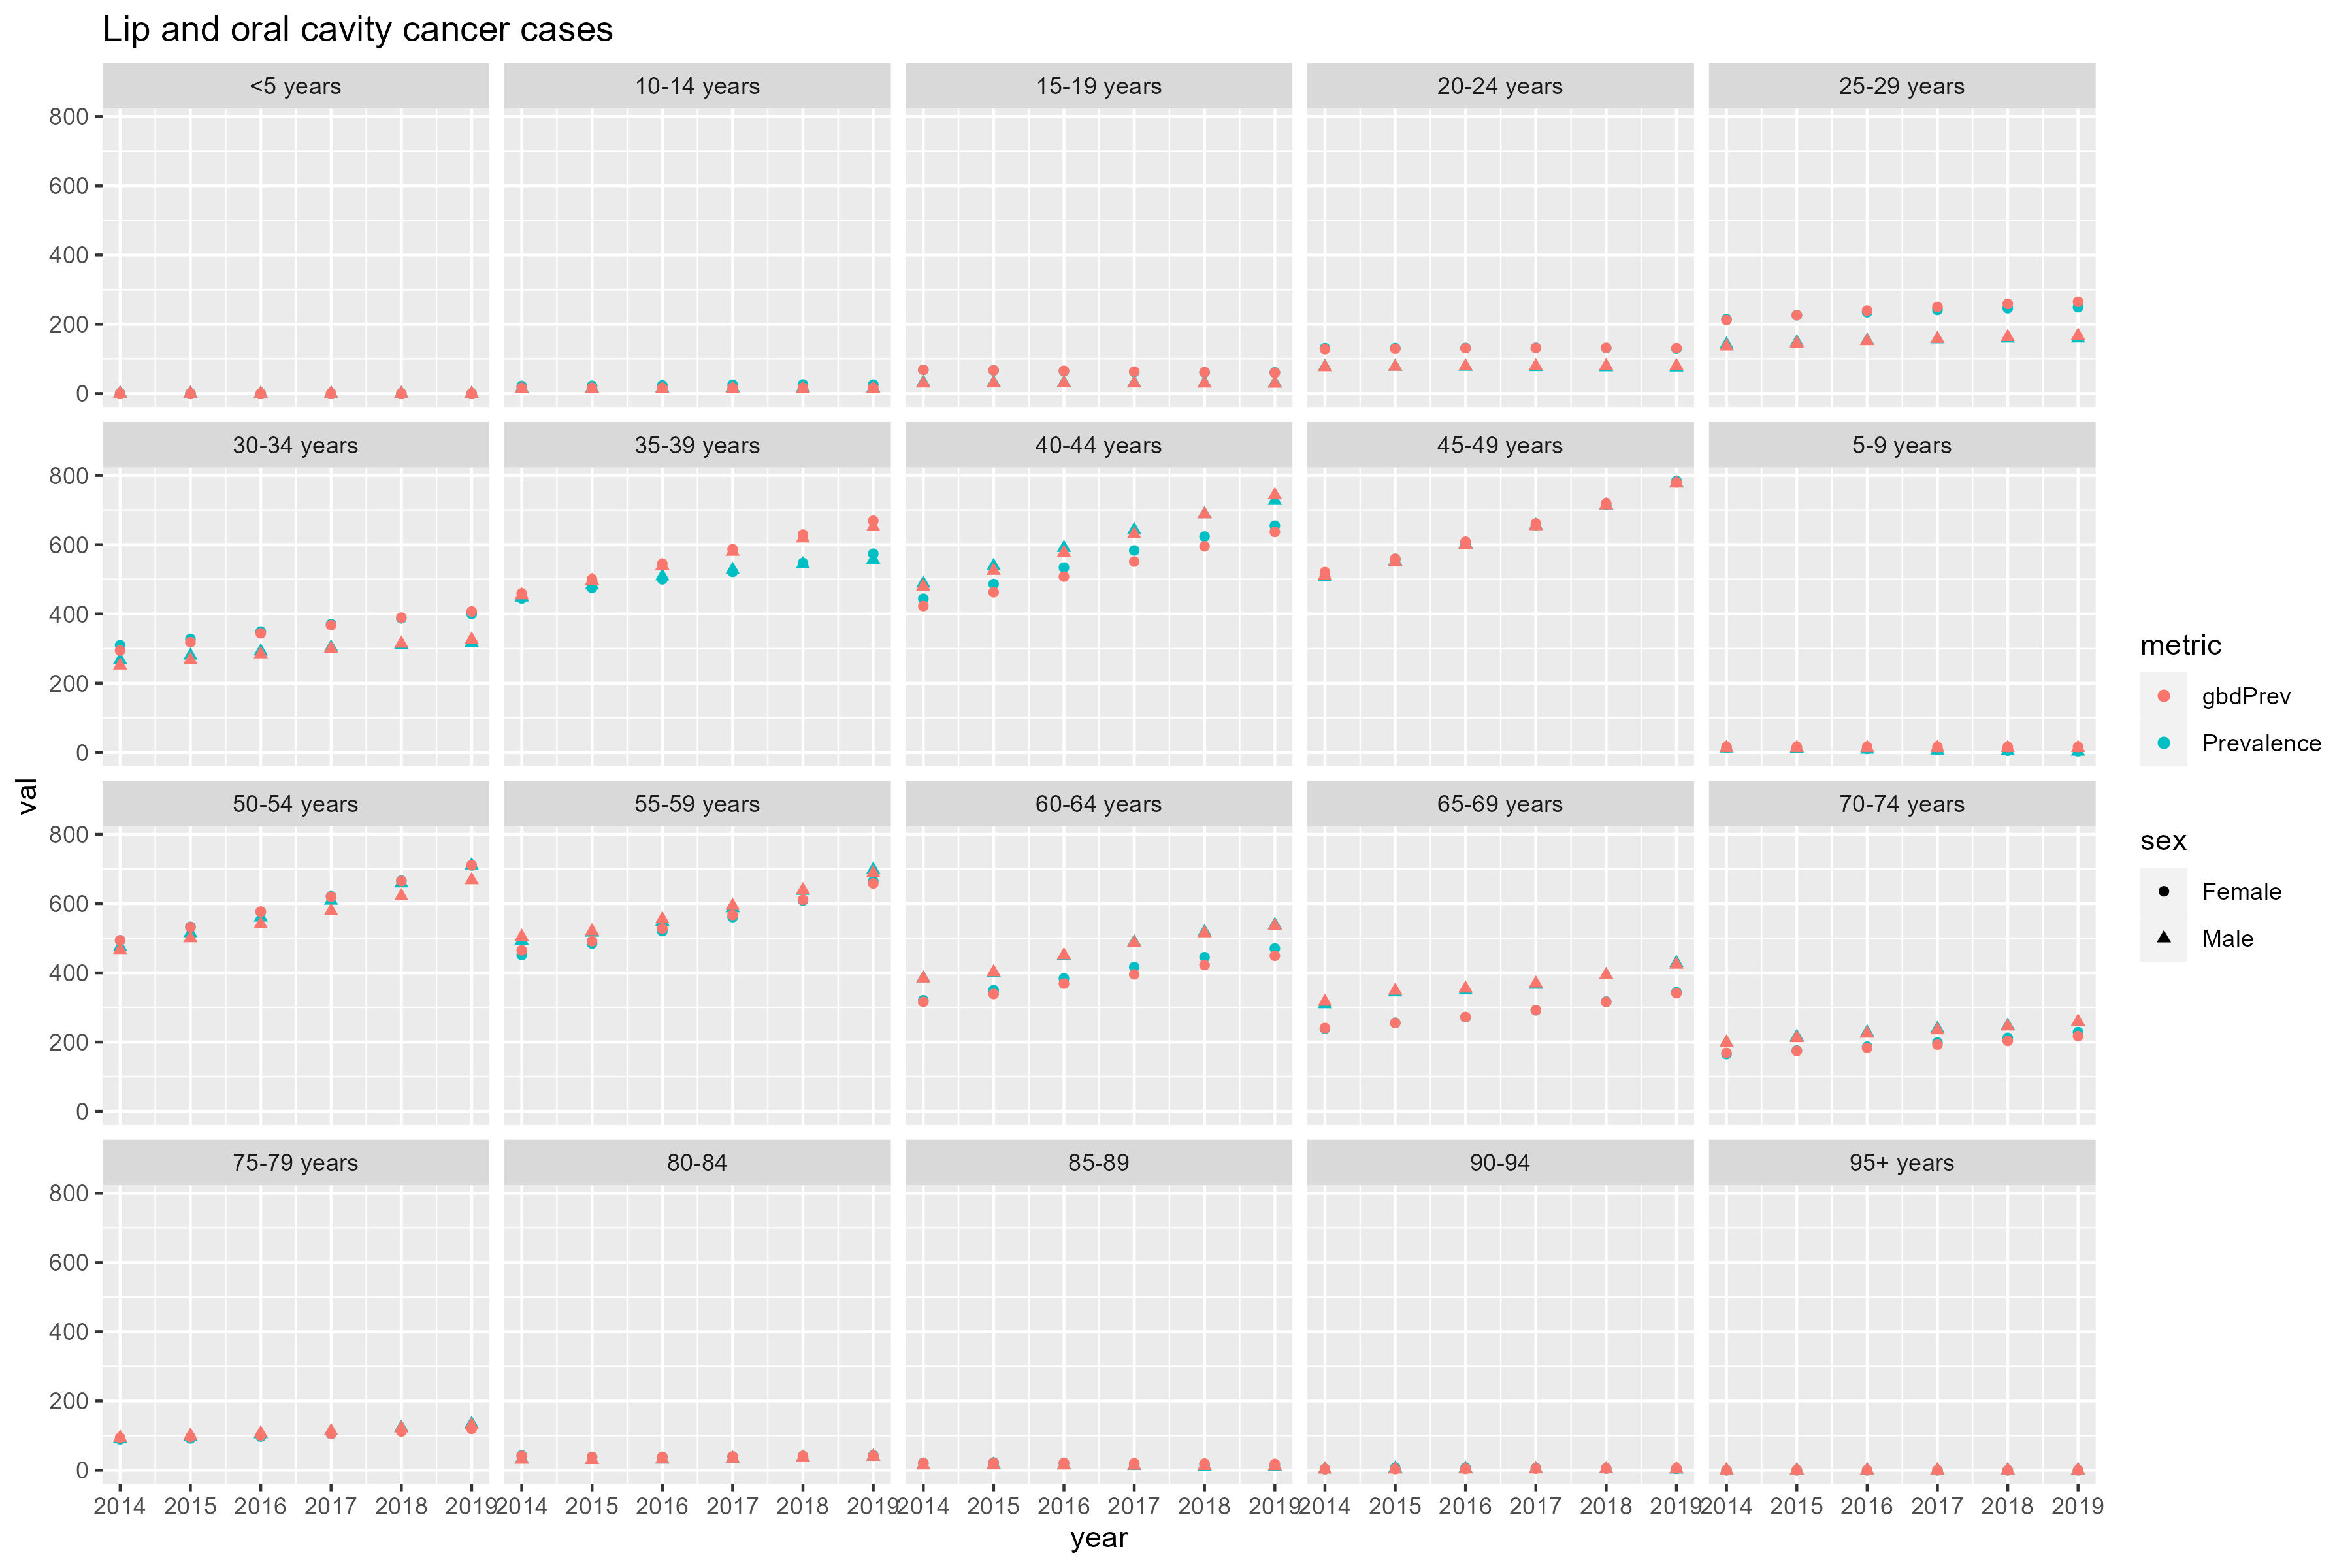 Lip and oral cavity cancer cases
<5 years 10-14 years 15-19 years 20-24 years 25-29 years
800
600
400
200
0
30-34 years 35-39 years 40-44 years 45-49 years 5-9 years
800
600
400
200
0
val
50-54 years 55-59 years 60-64 years 65-69 years 70-74 years
800
600
400
200
0
75-79 years 80-84 85-89 90-94 95+ years
800
600
400
200
0
2014 2015 2016 2017 2018 2019 2014 2015 2016 2017 2018 2019 2014 2015 2016 2017 2018 2019 2014 2015 2016 2017 2018 2019 2014 2015 2016 2017 2018 2019
year
metric
gbdPrev
Prevalence
sex
Female
Male